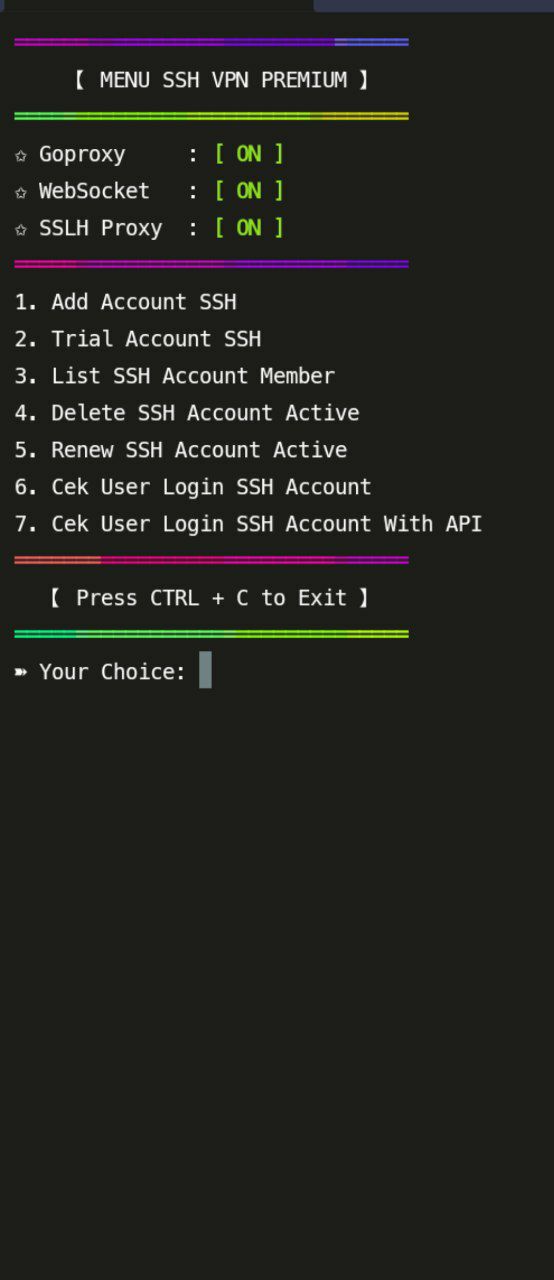 【 MENU SSH VPN PREMIUM 】
✩ Goproxy : [ ON ]
✩ WebSocket : [ ON ]
✩ SSLH Proxy : [ ON ]
1. Add Account SSH
2. Trial Account SSH
3. List SSH Account Member
4. Delete SSH Account Active
5. Renew SSH Account Active
6. Cek User Login SSH Account
7. Cek User Login SSH Account With API
【 Press CTRL + C to Exit 】
➽ Your Choice: